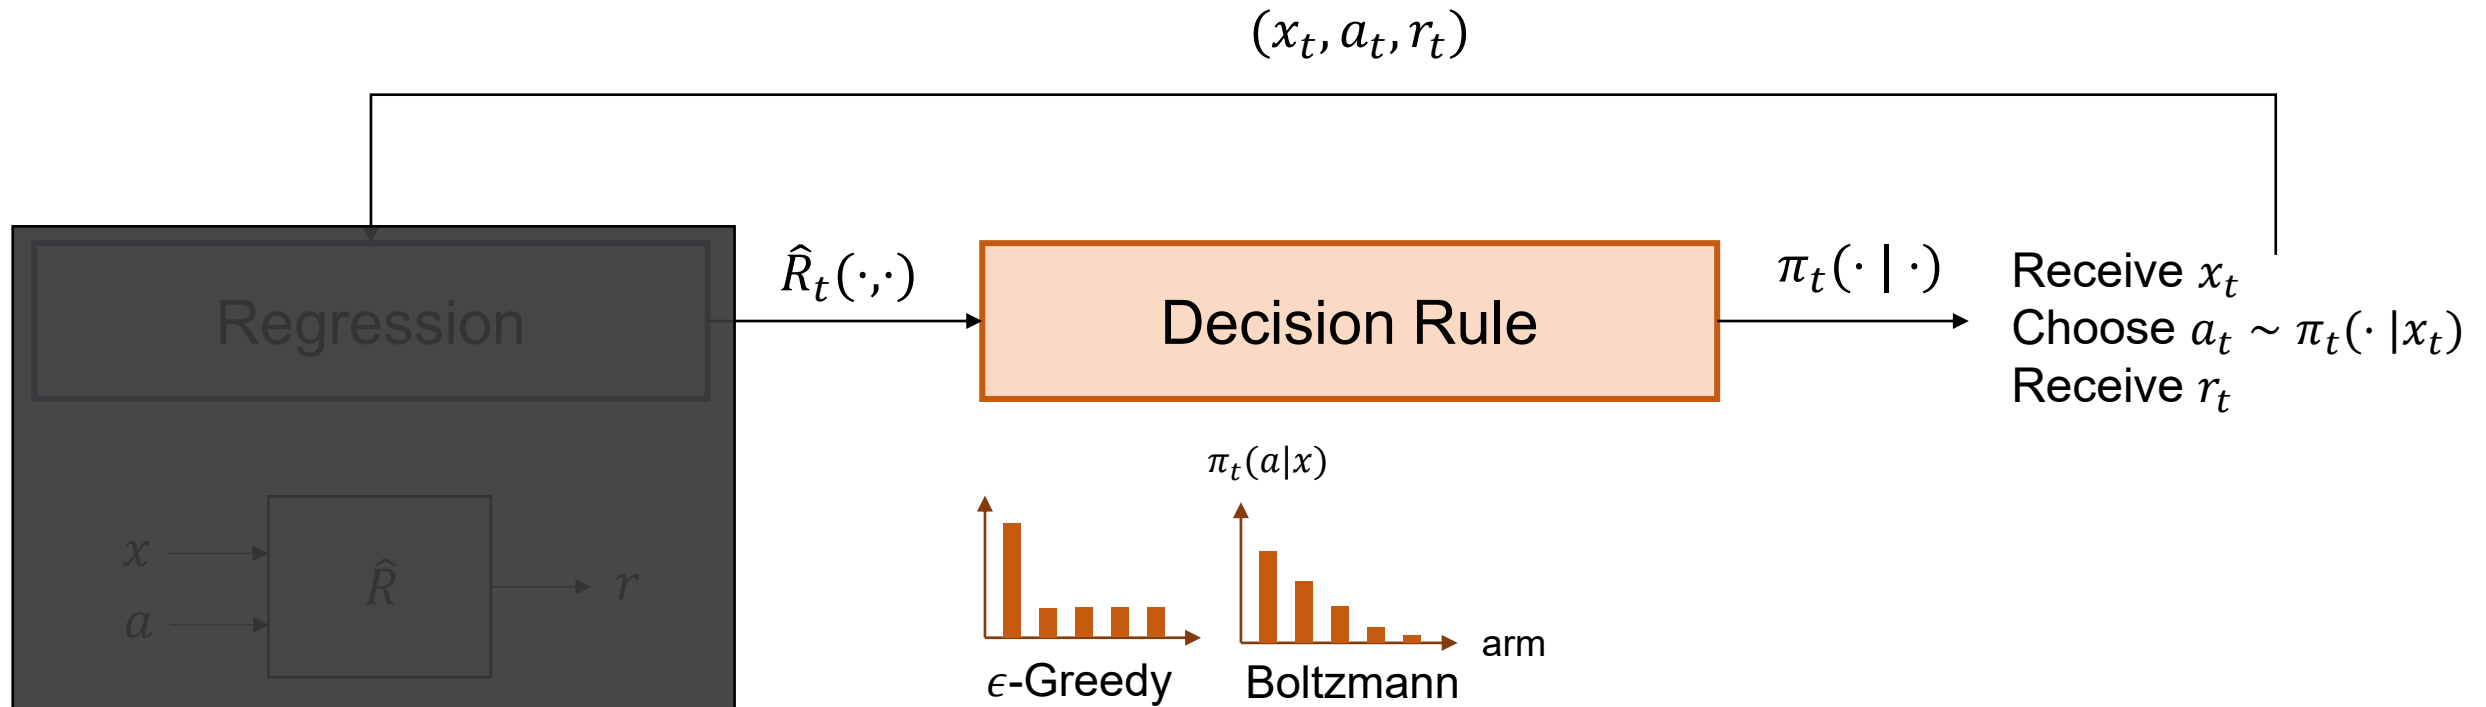 (x_t, a_t, r_t)
Regression
R̂_t(·,·)
Decision Rule
π_t(· | ·)
Receive x_t
Choose a_t ~ π_t(· |x_t)
Receive r_t
x
a
R̂
r
π_t(a|x)
arm
ϵ-Greedy
Boltzmann